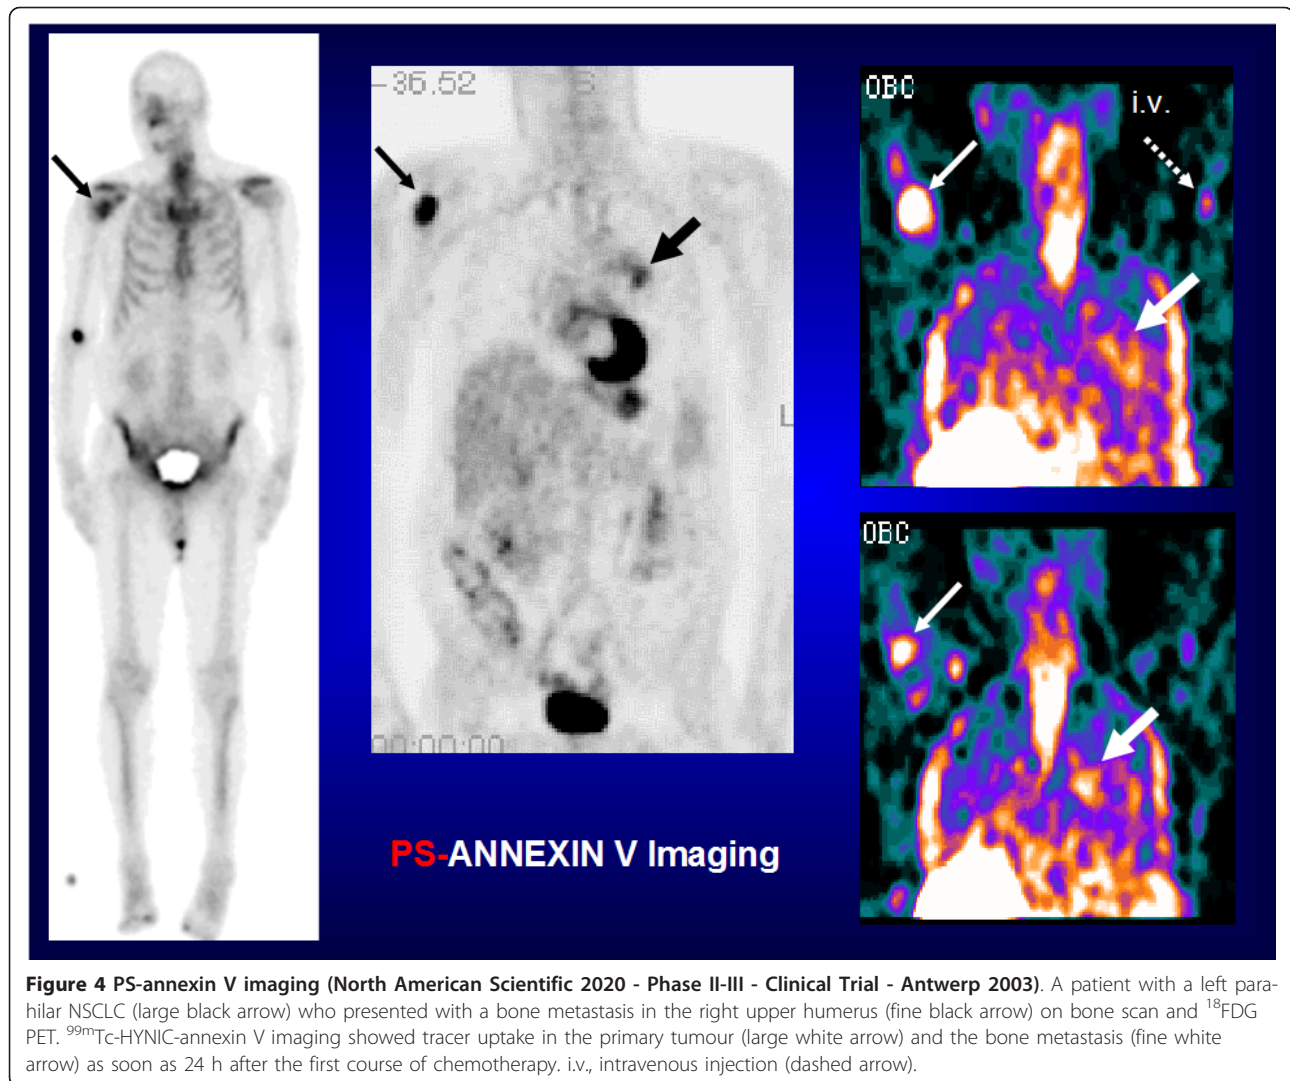 -36.52
S
L
00:00:00
OBC
i.v.
OBC
PS-ANNEXIN V Imaging
Figure 4 PS-annexin V imaging (North American Scientific 2020 - Phase II-III - Clinical Trial - Antwerp 2003). A patient with a left para-
hilar NSCLC (large black arrow) who presented with a bone metastasis in the right upper humerus (fine black arrow) on bone scan and 18FDG
PET. 99mTc-HYNIC-annexin V imaging showed tracer uptake in the primary tumour (large white arrow) and the bone metastasis (fine white
arrow) as soon as 24 h after the first course of chemotherapy. i.v., intravenous injection (dashed arrow).